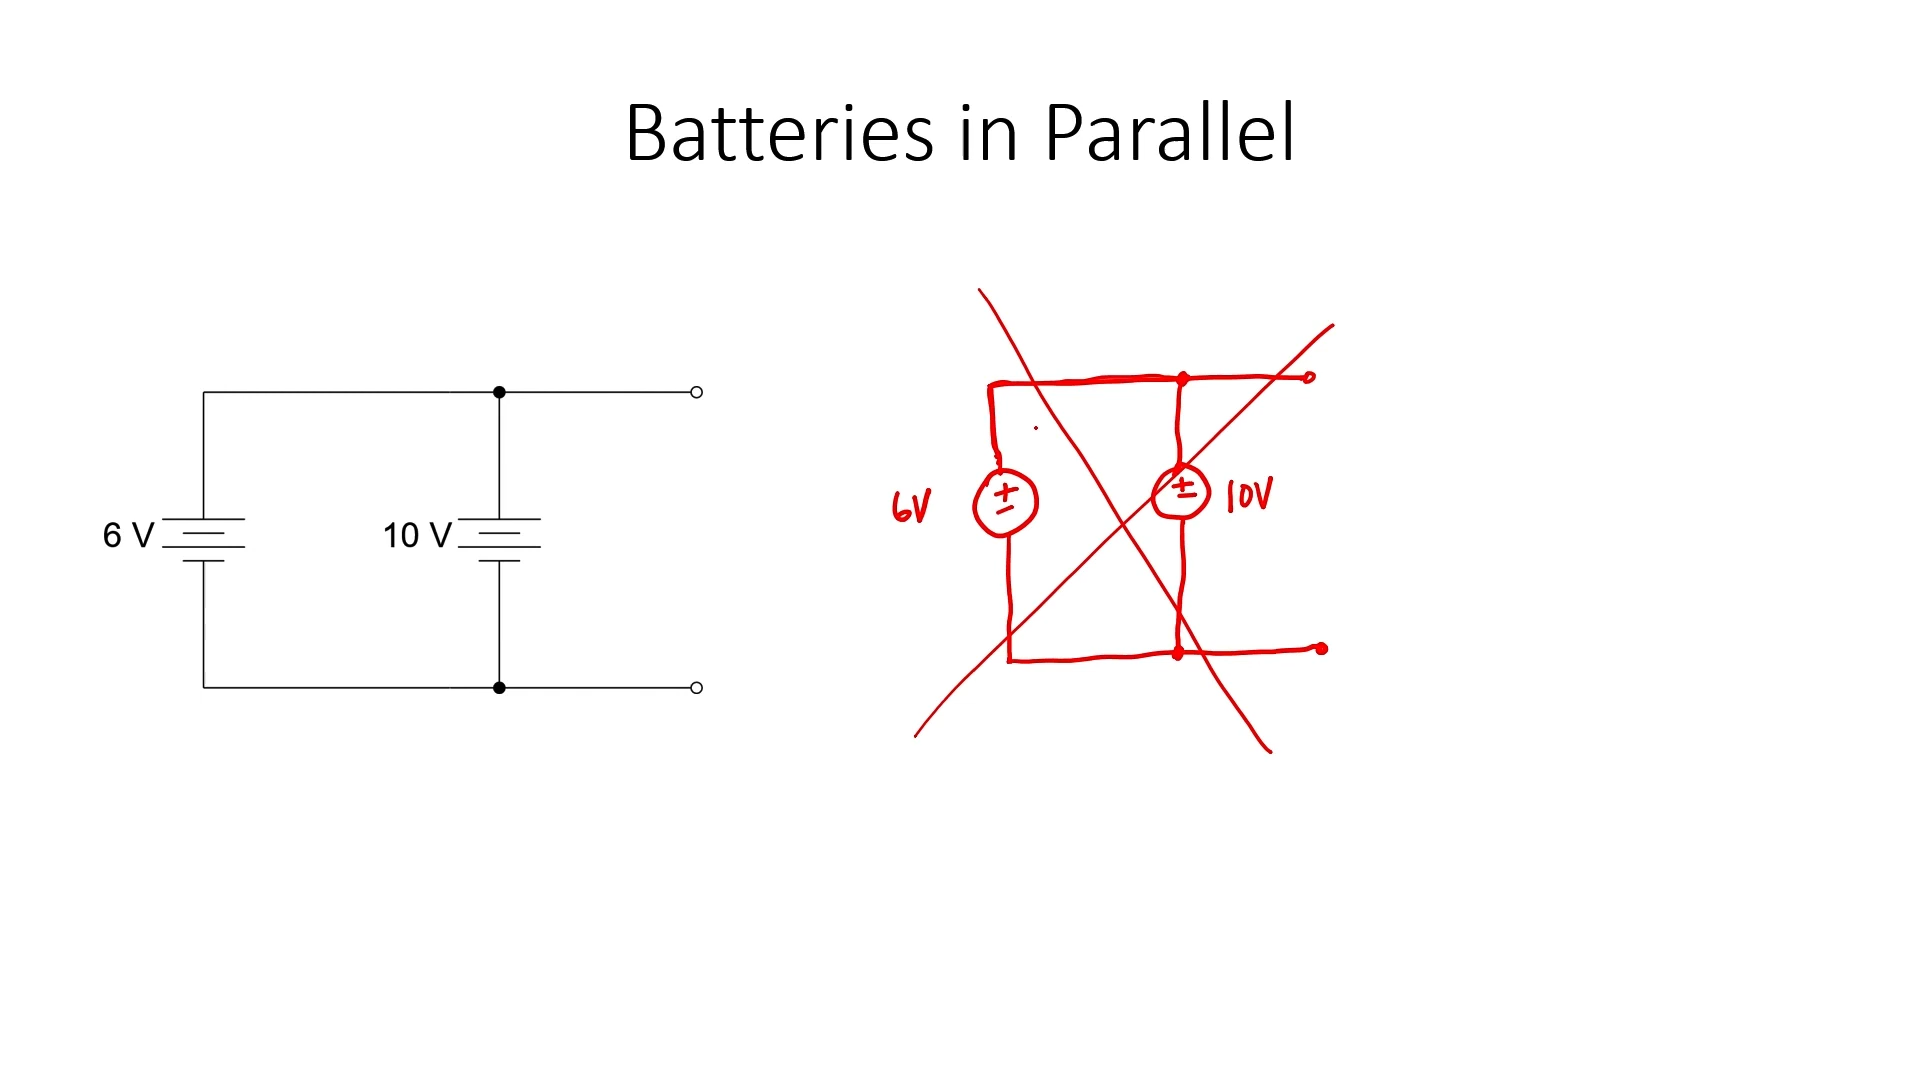 Batteries in Parallel
6 V
10 V
6V
+
−
+
−
10V